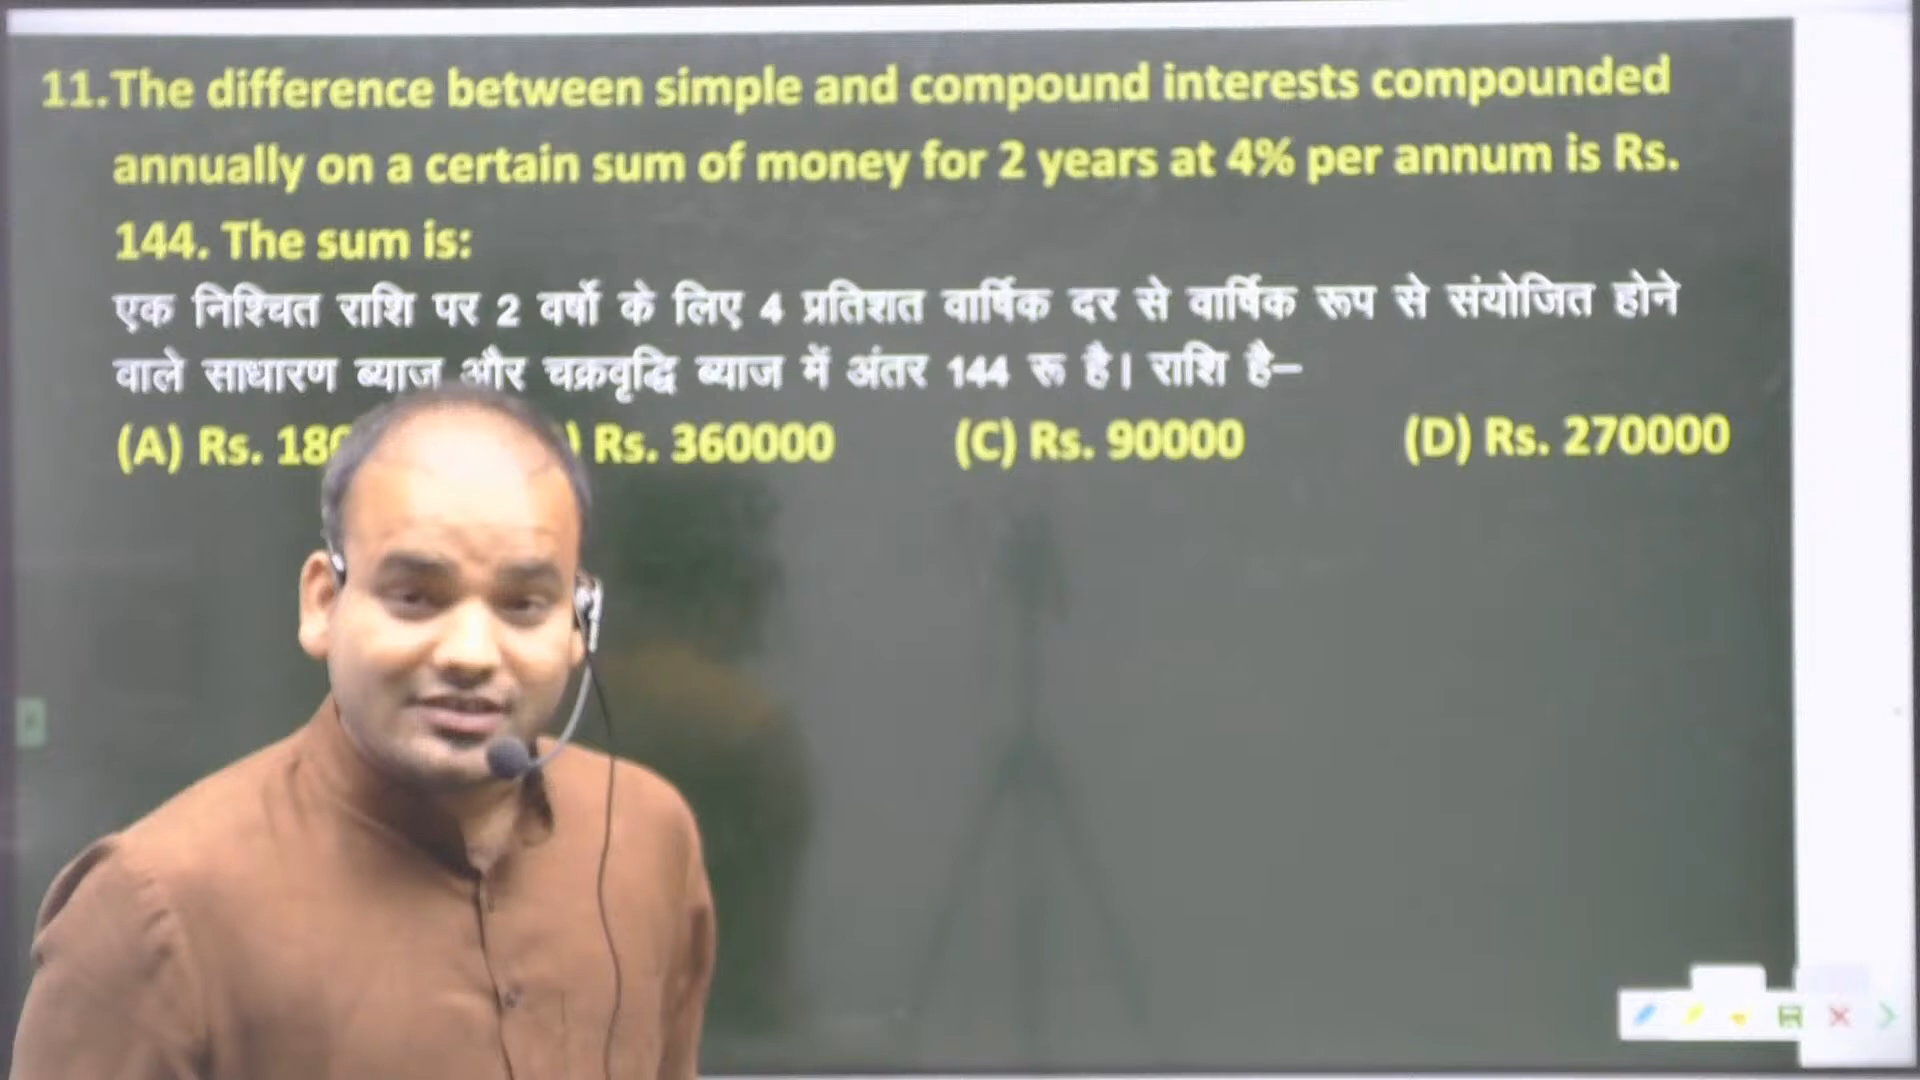 11. The difference between simple and compound interests compounded
annually on a certain sum of money for 2 years at 4% per annum is Rs.
144. The sum is:
एक निश्चित राशि पर 2 वर्षो के लिए 4 प्रतिशत वार्षिक दर से वार्षिक रूप से संयोजित होने
वाले साधारण ब्याज और चक्रवृद्धि ब्याज में अंतर 144 रू है। राशि है–
(A) Rs. 180 ) Rs. 360000 (C) Rs. 90000 (D) Rs. 270000